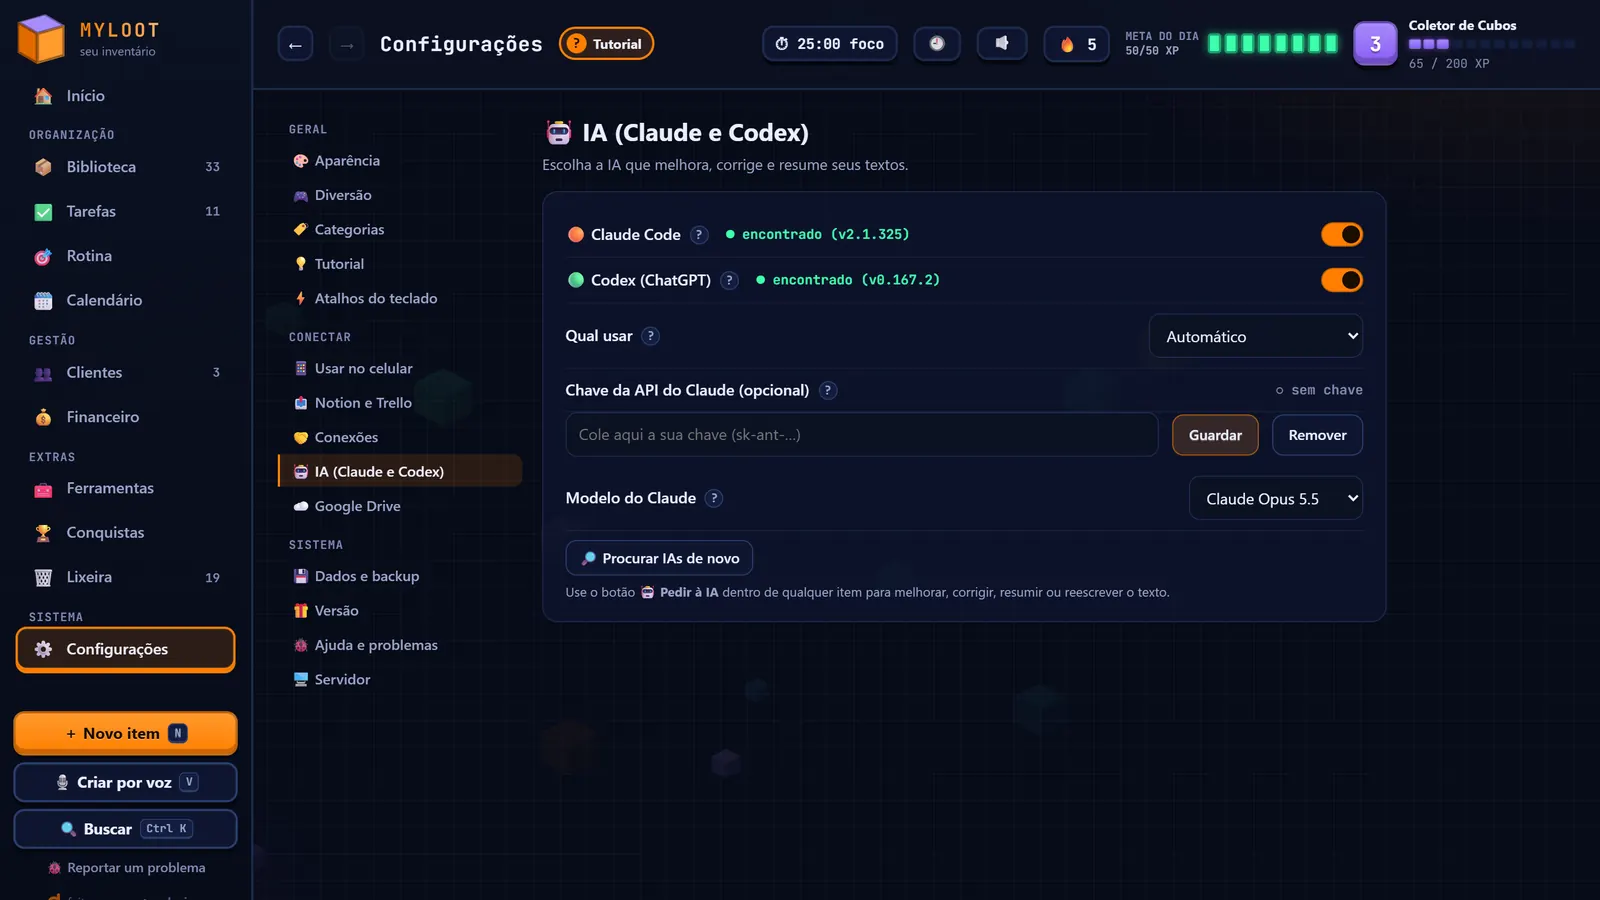 MYLOOT
seu inventário
Início
ORGANIZAÇÃO
Biblioteca 33
Tarefas 11
Rotina
Calendário
GESTÃO
Clientes 3
Financeiro
EXTRAS
Ferramentas
Conquistas
Lixeira 19
SISTEMA
Configurações
+ Novo item N
Criar por voz V
Buscar Ctrl K
Reportar um problema
← → Configurações ? Tutorial
25:00 foco
5
META DO DIA
50/50 XP
3
Coletor de Cubos
65 / 200 XP
GERAL
Aparência
Diversão
Categorias
Tutorial
Atalhos do teclado
CONECTAR
Usar no celular
Notion e Trello
Conexões
IA (Claude e Codex)
Google Drive
SISTEMA
Dados e backup
Versão
Ajuda e problemas
Servidor
IA (Claude e Codex)
Escolha a IA que melhora, corrige e resume seus textos.
Claude Code ? encontrado (v2.1.325)
Codex (ChatGPT) ? encontrado (v0.167.2)
Qual usar ? Automático
Chave da API do Claude (opcional) ? sem chave
Cole aqui a sua chave (sk-ant-...) Guardar Remover
Modelo do Claude ? Claude Opus 5.5
Procurar IAs de novo
Use o botão Pedir à IA dentro de qualquer item para melhorar, corrigir, resumir ou reescrever o texto.